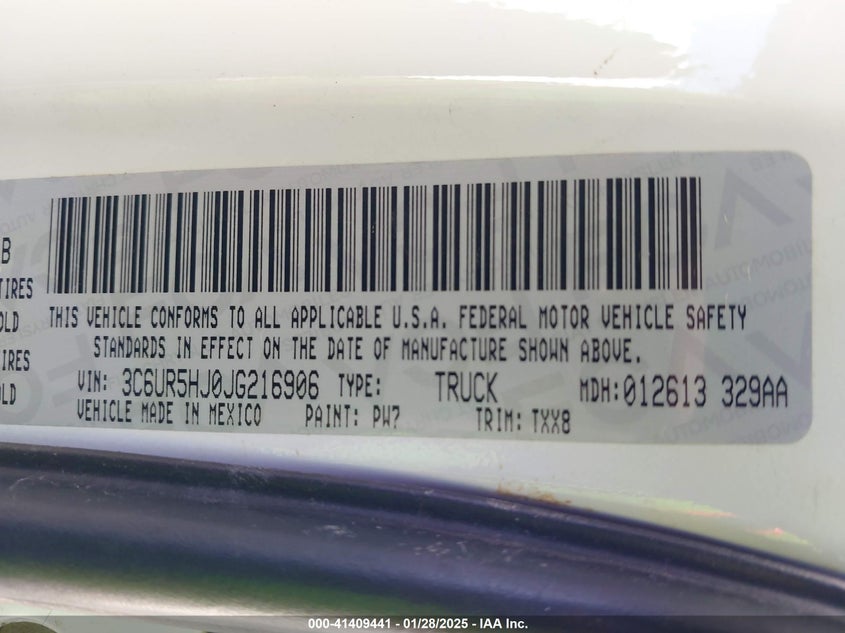 B
TIRES
OLD
IRES
OLD
THIS VEHICLE CONFORMS TO ALL APPLICABLE U.S.A. FEDERAL MOTOR VEHICLE SAFETY
STANDARDS IN EFFECT ON THE DATE OF MANUFACTURE SHOWN ABOVE.
VIN: 3C6UR5HJ0JG216906 TYPE: TRUCK MDH: 012613 329AA
VEHICLE MADE IN MEXICO PAINT: PW7 TRIM: TXX8
000-41409441 - 01/28/2025 - IAA Inc.